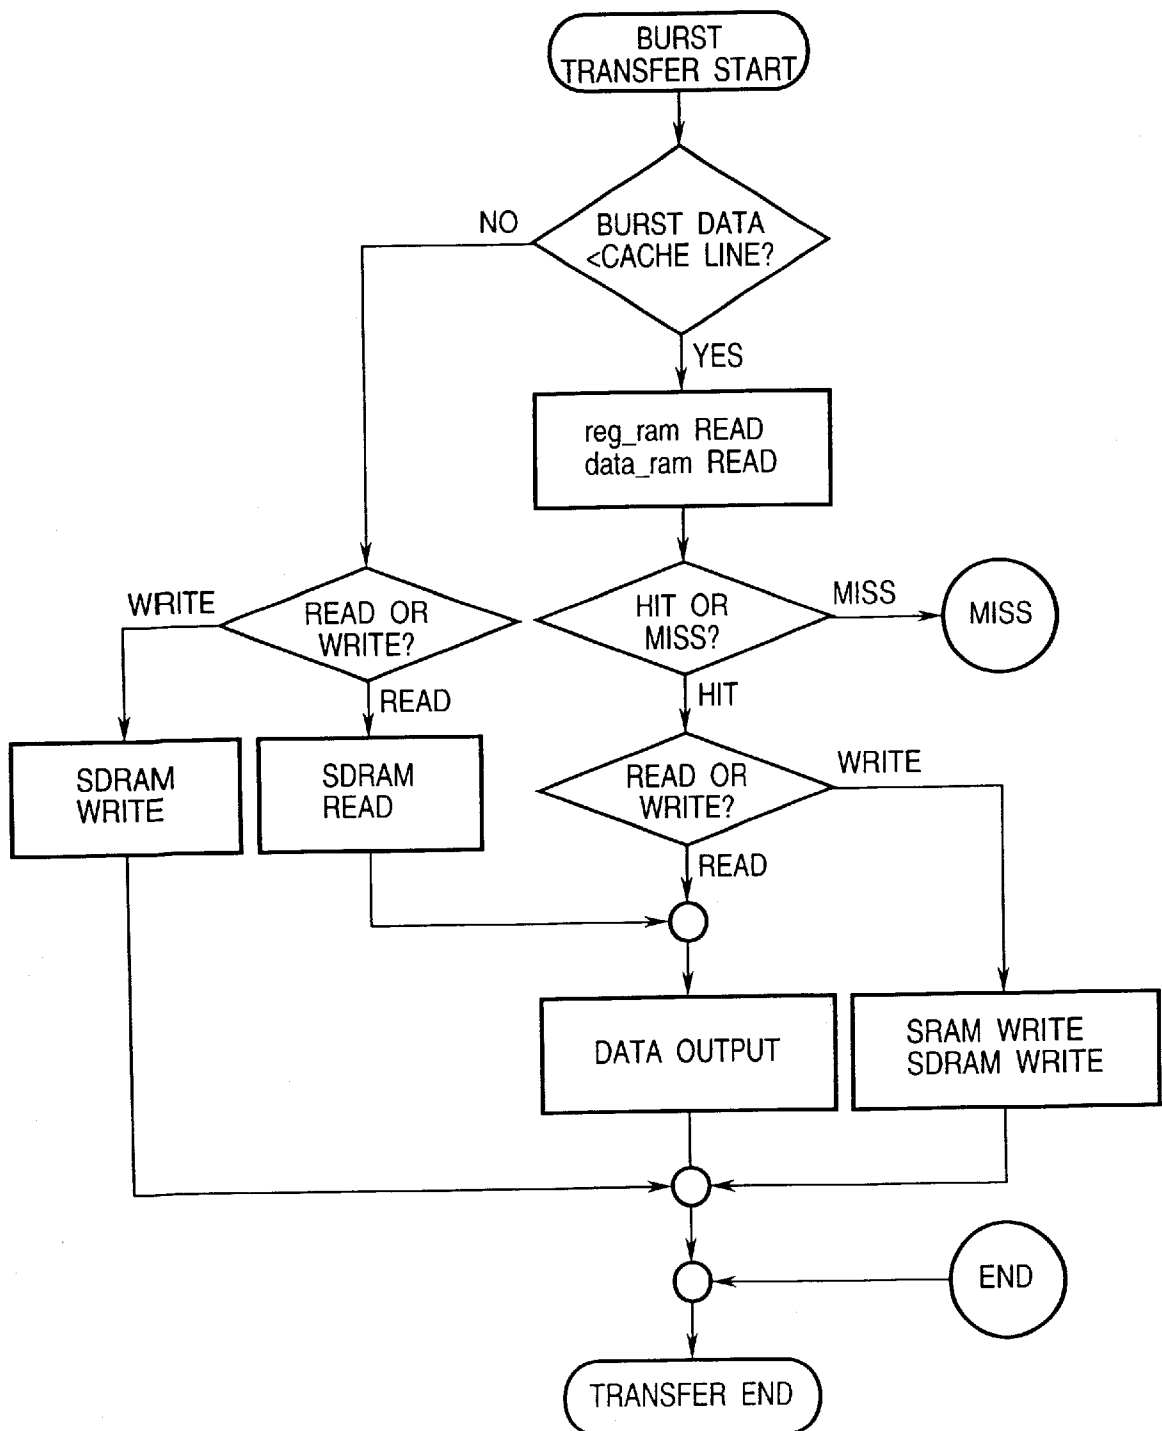 BURST
TRANSFER START
BURST DATA
<CACHE LINE?
NO
YES
reg_ram READ
data_ram READ
WRITE
READ OR
WRITE?
READ
HIT OR
MISS?
MISS
MISS
HIT
SDRAM
WRITE
SDRAM
READ
READ OR
WRITE?
WRITE
READ
DATA OUTPUT
SRAM WRITE
SDRAM WRITE
END
TRANSFER END